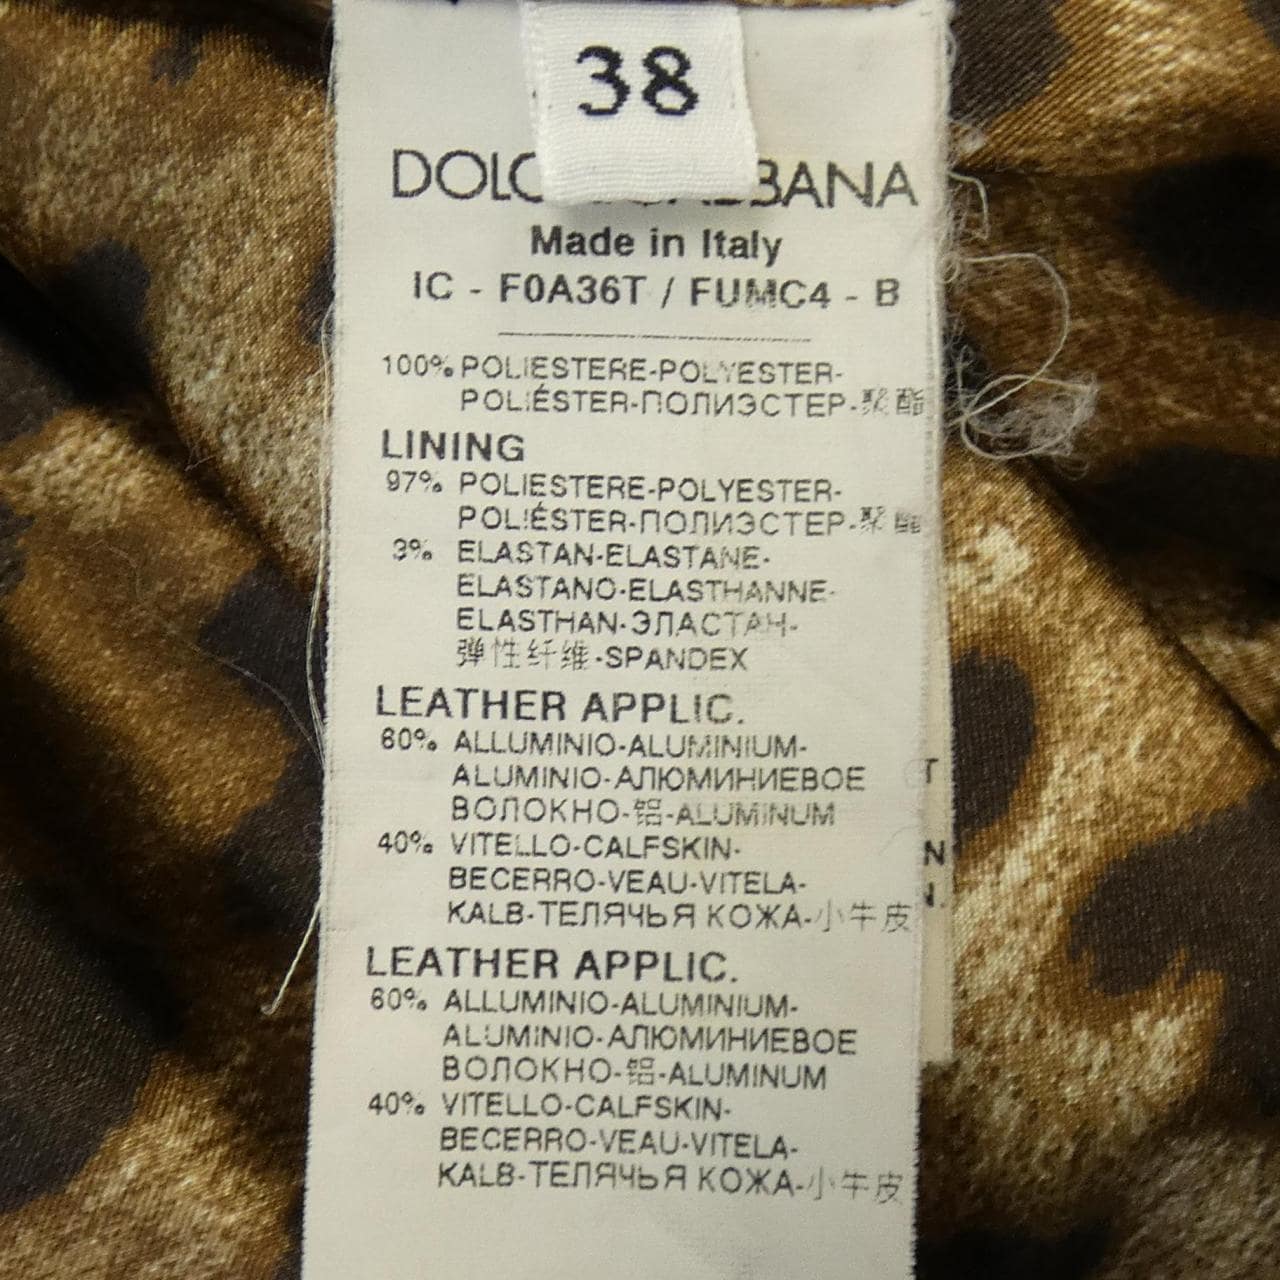 38
Made in Italy
IC - F0A36T / FUMC4 - B
100% POLIESTERE-POLYESTER-
POLIÉSTER-ПОЛИЭСТЕР-聚酯
LINING
97% POLIESTERE-POLYESTER-
POLIÉSTER-ПОЛИЭСТЕР-聚酯
3% ELASTAN-ELASTANE-
ELASTANO-ELASTHANNE-
ELASTHAN-ЭЛАСТАН-
弹性纤维-SPANDEX
LEATHER APPLIC.
60% ALLUMINIO-ALUMINIUM-
ALUMINIO-АЛЮМИНИЕВОЕ
ВОЛОКНО-铝-ALUMINUM
40% VITELLO-CALFSKIN-
BECERRO-VEAU-VITELA-
KALB-ТЕЛЯЧЬЯ КОЖА-小牛皮
LEATHER APPLIC.
60% ALLUMINIO-ALUMINIUM-
ALUMINIO-АЛЮМИНИЕВОЕ
ВОЛОКНО-铝-ALUMINUM
40% VITELLO-CALFSKIN-
BECERRO-VEAU-VITELA-
KALB-ТЕЛЯЧЬЯ КОЖА-小牛皮